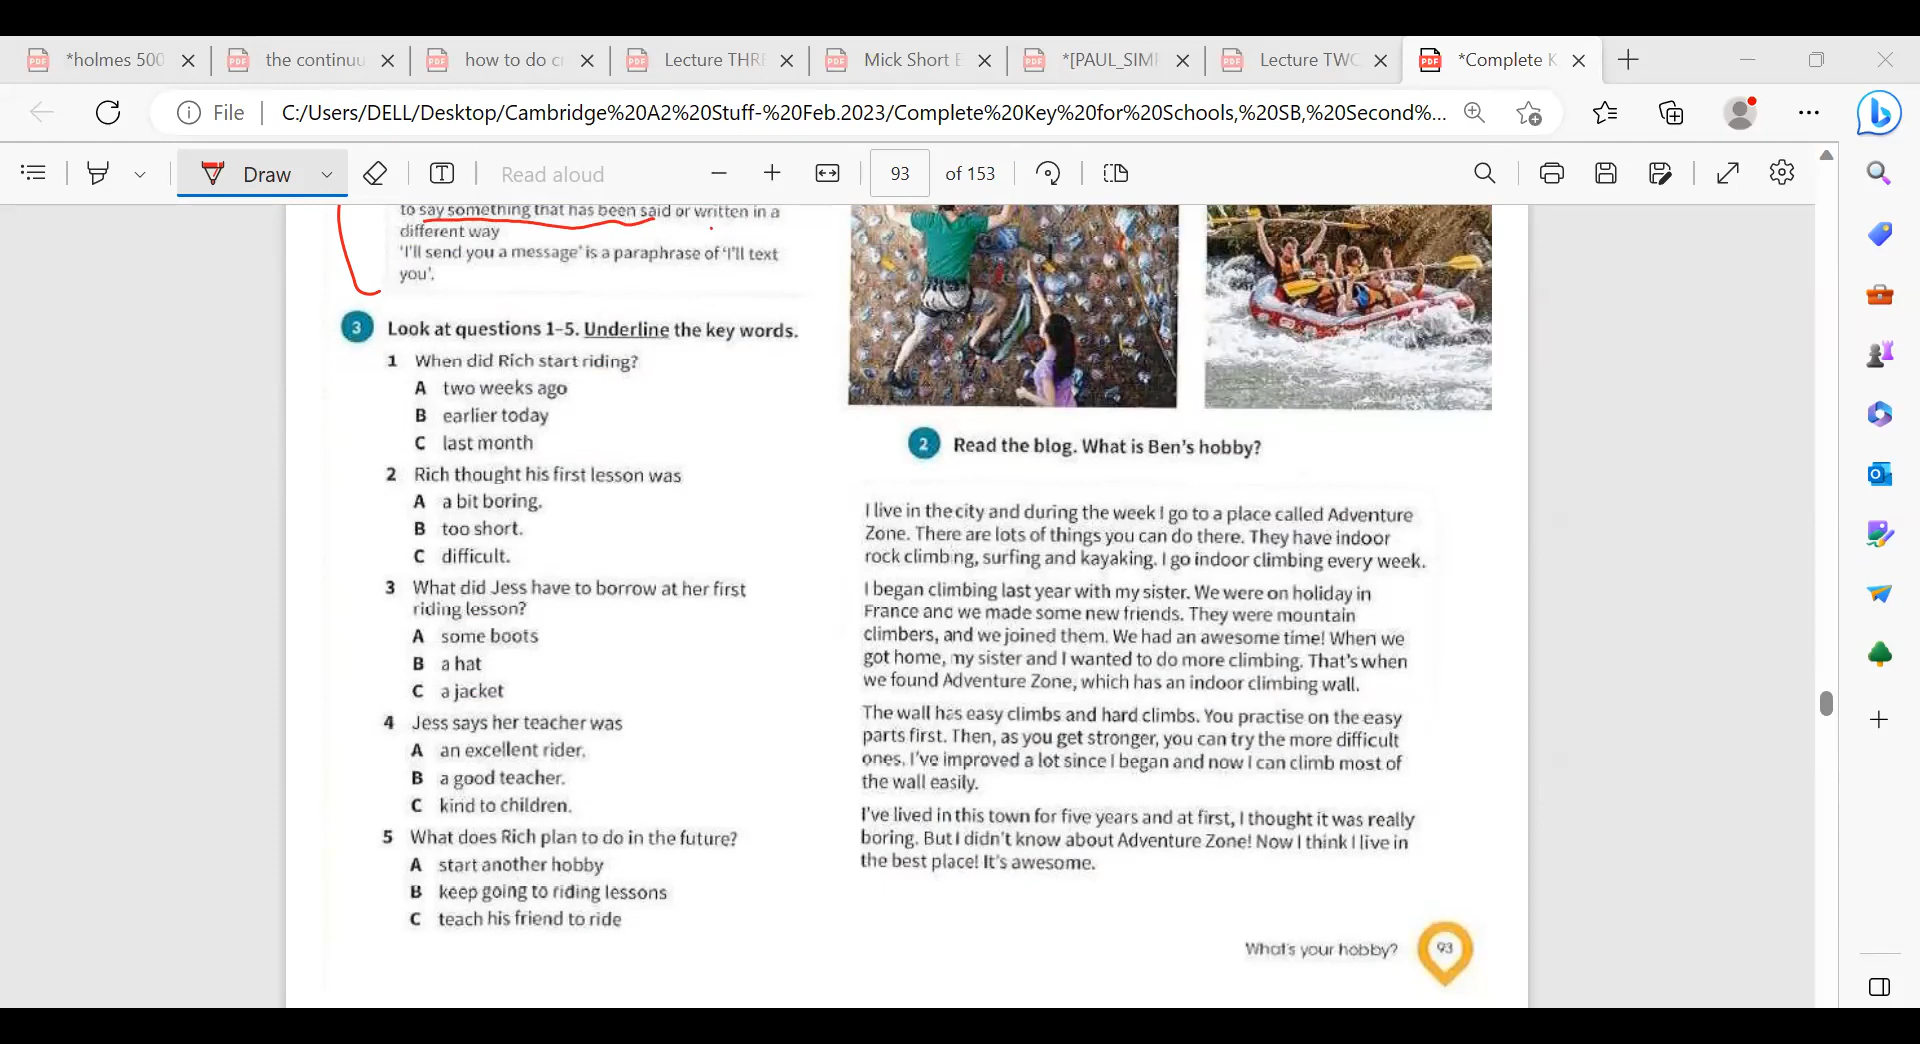 *holmes 500
the continuu
how to do cr
Lecture THRE
Mick Short E
*[PAUL_SIMP
Lecture TWO
*Complete K
File
C:/Users/DELL/Desktop/Cambridge%20A2%20Stuff-%20Feb.2023/Complete%20Key%20for%20Schools,%20SB,%20Second%...
Draw
Read aloud
93 of 153
to say something that has been said or written in a
different way
'I'll send you a message' is a paraphrase of 'I'll text
you'.
3 Look at questions 1–5. Underline the key words.
1 When did Rich start riding?
A two weeks ago
B earlier today
C last month
2 Rich thought his first lesson was
A a bit boring.
B too short.
C difficult.
3 What did Jess have to borrow at her first
riding lesson?
A some boots
B a hat
C a jacket
4 Jess says her teacher was
A an excellent rider.
B a good teacher.
C kind to children.
5 What does Rich plan to do in the future?
A start another hobby
B keep going to riding lessons
C teach his friend to ride
2 Read the blog. What is Ben's hobby?
I live in the city and during the week I go to a place called Adventure
Zone. There are lots of things you can do there. They have indoor
rock climbing, surfing and kayaking. I go indoor climbing every week.
I began climbing last year with my sister. We were on holiday in
France and we made some new friends. They were mountain
climbers, and we joined them. We had an awesome time! When we
got home, my sister and I wanted to do more climbing. That's when
we found Adventure Zone, which has an indoor climbing wall.
The wall has easy climbs and hard climbs. You practise on the easy
parts first. Then, as you get stronger, you can try the more difficult
ones. I've improved a lot since I began and now I can climb most of
the wall easily.
I've lived in this town for five years and at first, I thought it was really
boring. But I didn't know about Adventure Zone! Now I think I live in
the best place! It's awesome.
What's your hobby? 93